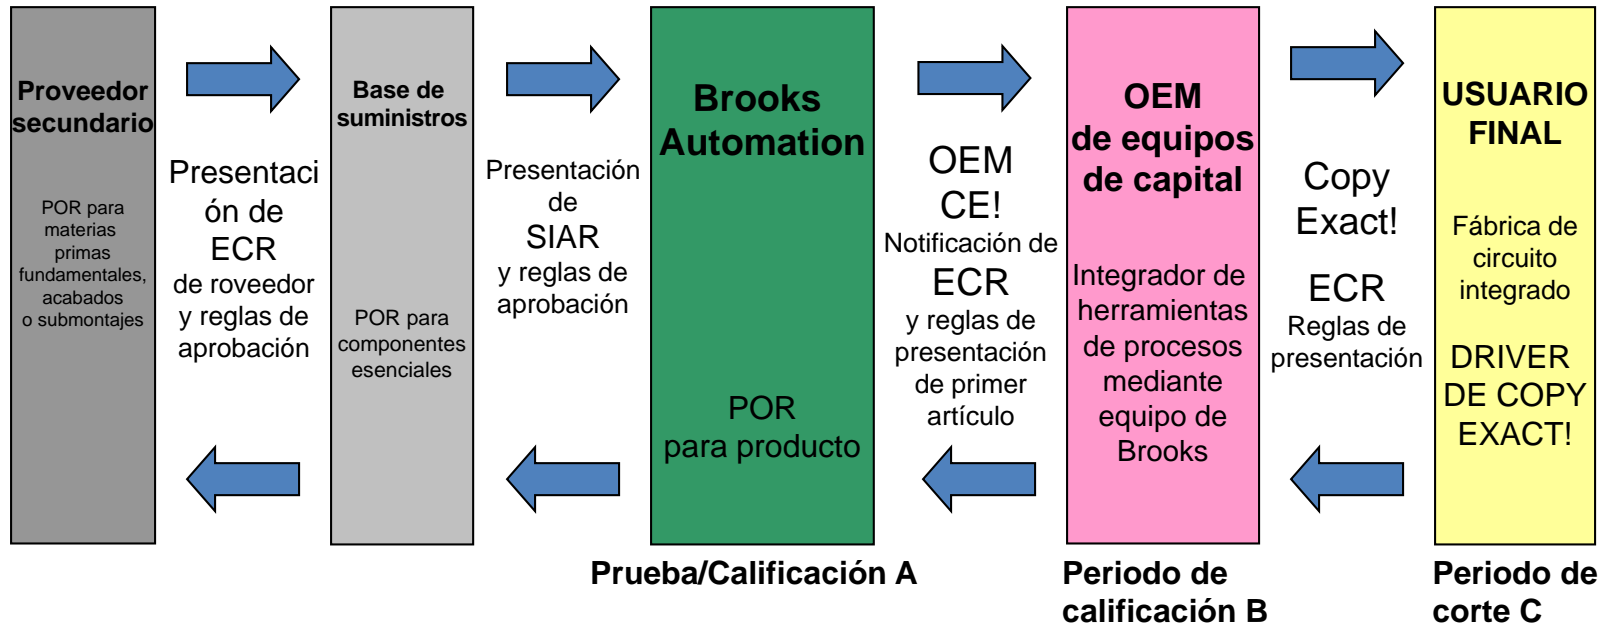 Proveedor
secundario
POR para
materias
primas
fundamentales,
acabados
o submontajes
Presentaci
ón de
ECR
de roveedor
y reglas de
aprobación
Base de
suministros
POR para
componentes
esenciales
Presentación
de
SIAR
y reglas de
aprobación
Brooks
Automation
POR
para producto
OEM
CE!
Notificación de
ECR
y reglas de
presentación
de primer
artículo
OEM
de equipos
de capital
Integrador de
herramientas
de procesos
mediante
equipo de
Brooks
Copy
Exact!
ECR
Reglas de
presentación
USUARIO
FINAL
Fábrica de
circuito
integrado
DRIVER
DE COPY
EXACT!
Prueba/Calificación A
Periodo de
calificación B
Periodo de
corte C